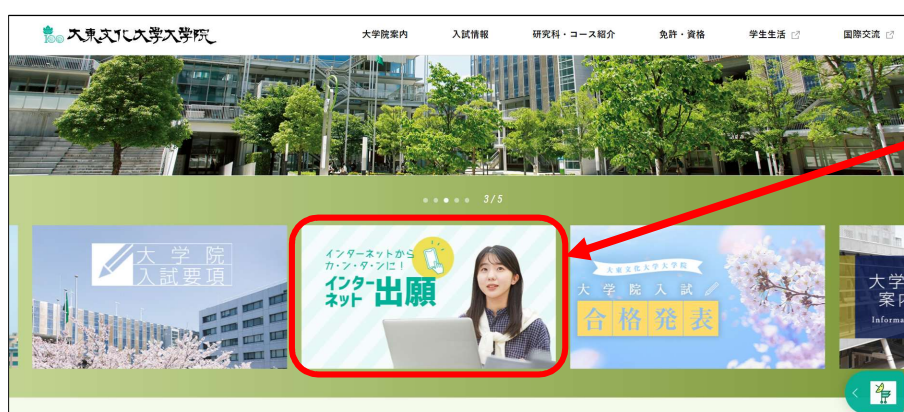 100 大東文化大学大学院
大学院案内 入試情報 研究科・コース紹介 免許・資格 学生生活 国際交流
3/5
大学院
入試要項
インターネットから
カ・ン・タ・ンに！
インター
ネット出願
大東文化大学大学院
大学院入試
合格発表
大学
案内
Informa